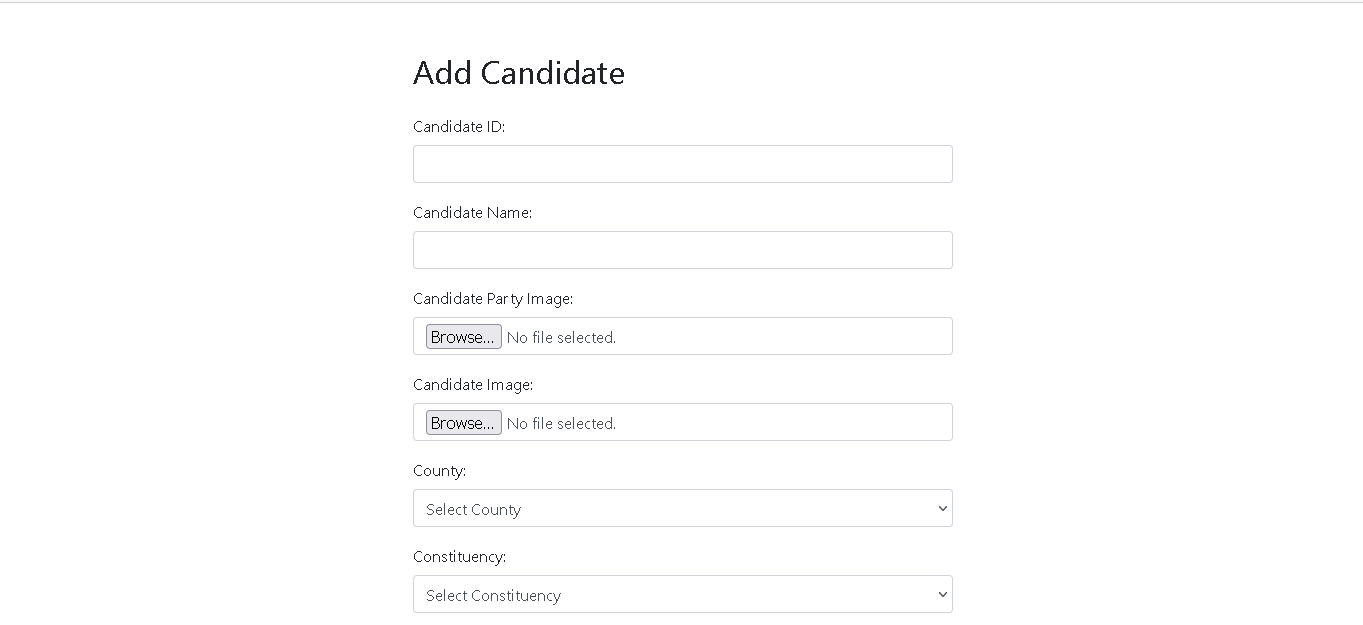 Add Candidate
Candidate ID:
Candidate Name:
Candidate Party Image:
Browse... No file selected.
Candidate Image:
Browse... No file selected.
County:
Select County
Constituency:
Select Constituency